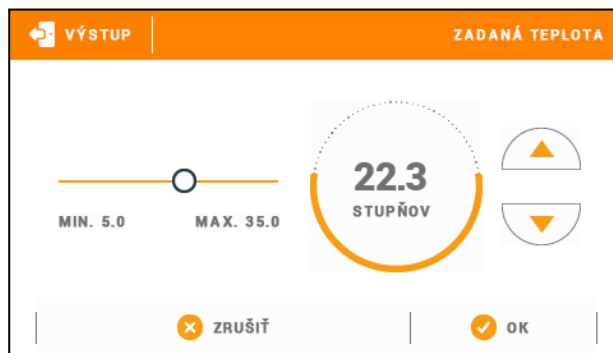 VÝSTUP
ZADANÁ TEPLOTA
22.3
STUPŇOV
MIN. 5.0
MAX. 35.0
ZRUŠIŤ
OK